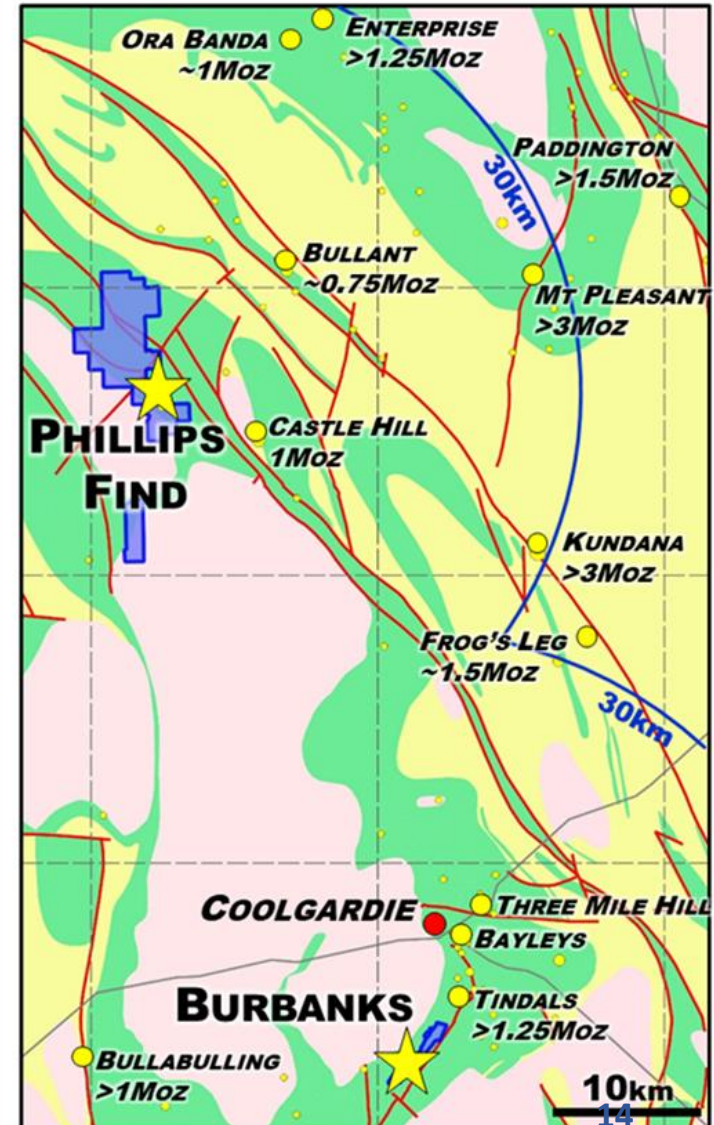 ENTERPRISE
>1.25MOZ
ORA BANDA
~1MOZ
PADDINGTON
>1.5MOZ
30km
BULLANT
~0.75MOZ
MT PLEASANT
>3MOZ
CASTLE HILL
1MOZ
PHILLIPS
FIND
KUNDANA
>3MOZ
FROG'S LEG
~1.5MOZ
30km
COOLGARDIE
THREE MILE HILL
BAYLEYS
BURBANKS
TINDALS
>1.25MOZ
BULLABULLING
>1MOZ
10km
14